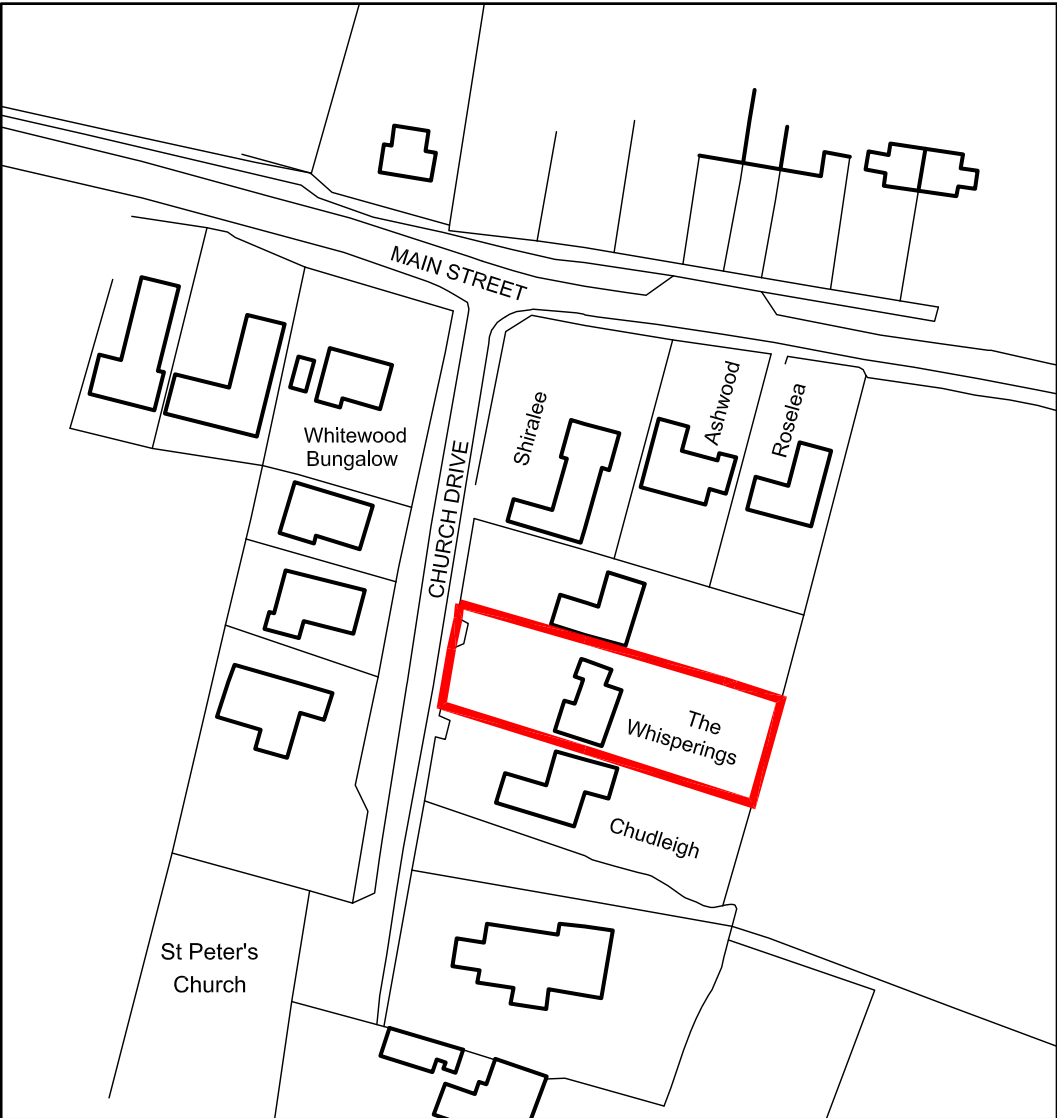 MAIN STREET
Ashwood
Roselea
Shiralee
Whitewood
Bungalow
CHURCH DRIVE
The
Whisperings
Chudleigh
St Peter's
Church